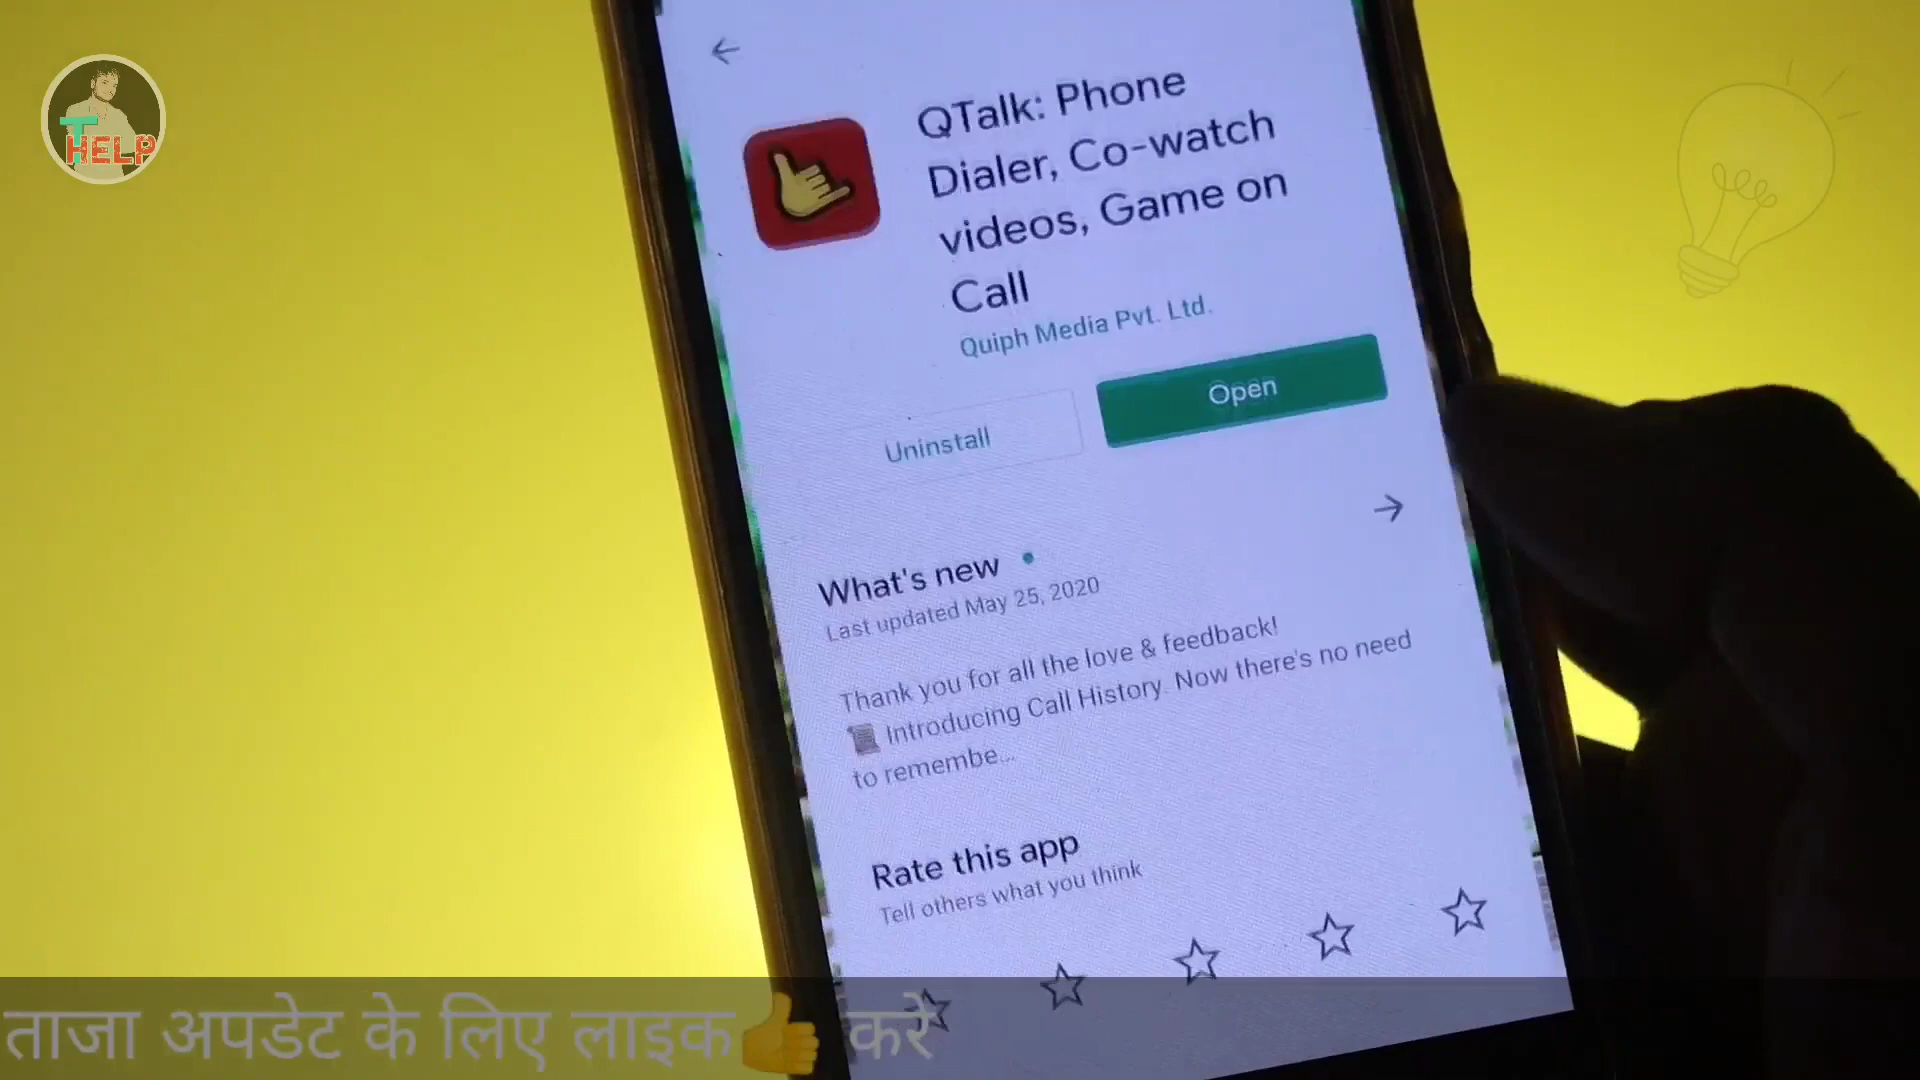 T
HELP
QTalk: Phone
Dialer, Co-watch
videos, Game on
Call
Quiph Media Pvt. Ltd.
Uninstall
Open
What's new
Last updated May 25, 2020
Thank you for all the love & feedback!
Introducing Call History. Now there's no need
to remembe...
Rate this app
Tell others what you think
ताजा अपडेट के लिए लाइक👍 करें